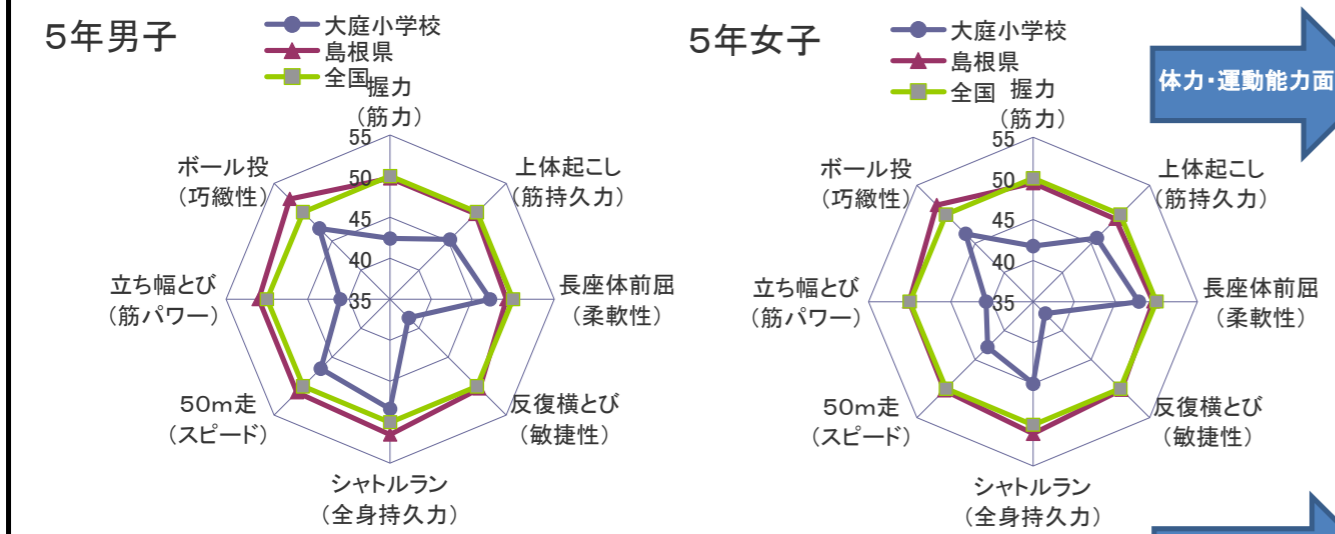 5年男子
大庭小学校
島根県
全国
握力
(筋力)
上体起こし
(筋持久力)
長座体前屈
(柔軟性)
反復横とび
(敏捷性)
シャトルラン
(全身持久力)
50m走
(スピード)
立ち幅とび
(筋パワー)
ボール投
(巧緻性)
55
50
45
40
35
5年女子
大庭小学校
島根県
全国
握力
(筋力)
上体起こし
(筋持久力)
長座体前屈
(柔軟性)
反復横とび
(敏捷性)
シャトルラン
(全身持久力)
50m走
(スピード)
立ち幅とび
(筋パワー)
ボール投
(巧緻性)
55
50
45
40
35
体力・運動能力面